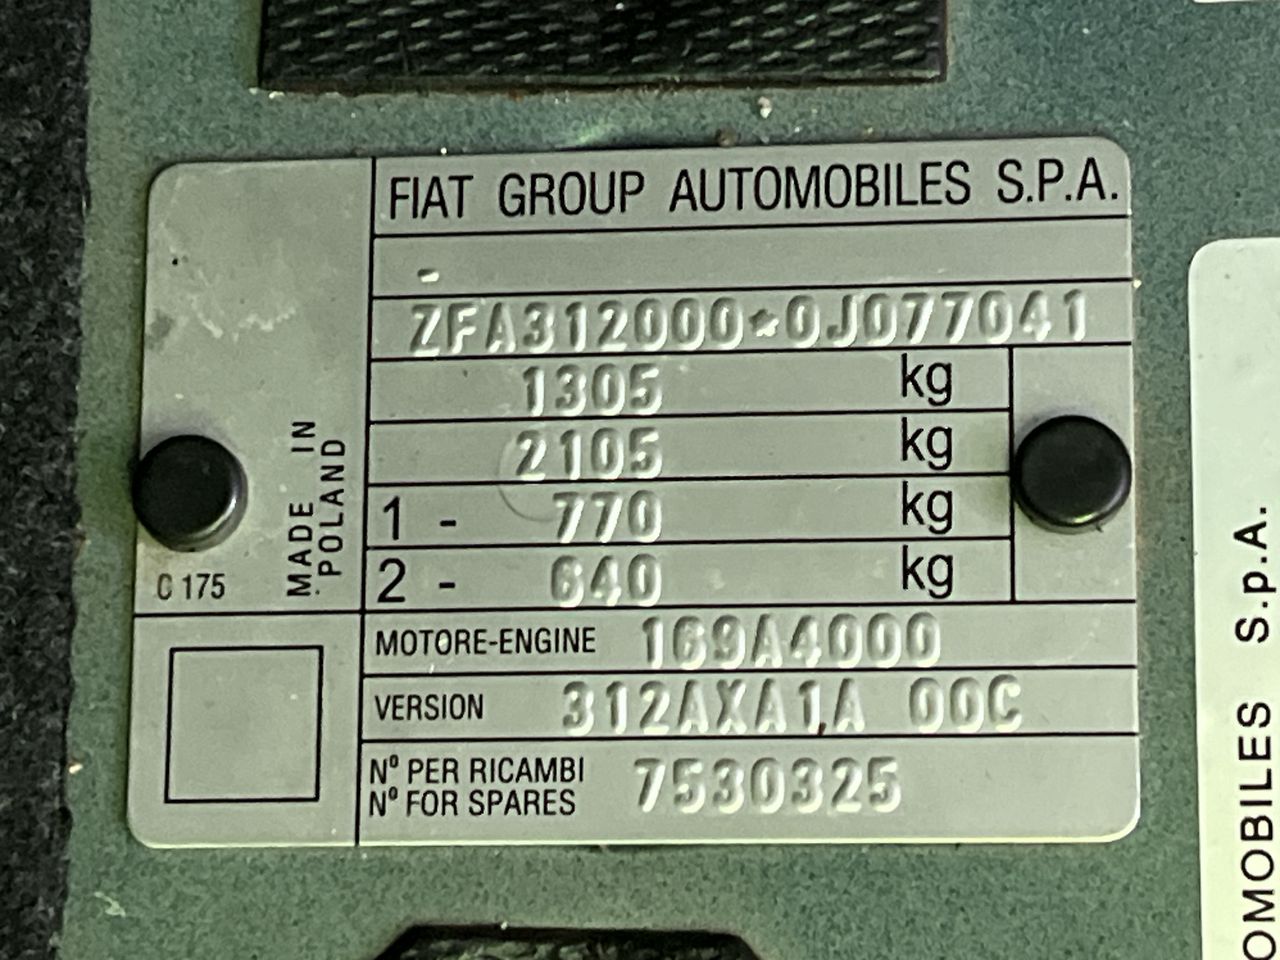 FIAT GROUP AUTOMOBILES S.P.A.
-
ZFA312000*0J077041
1305 kg
2105 kg
1 - 770 kg
2 - 640 kg
MADE IN
POLAND
C 175
MOTORE-ENGINE 169A4000
VERSION 312AXA1A 00C
Nº PER RICAMBI
Nº FOR SPARES 7530325
OMOBILES S.p.A.